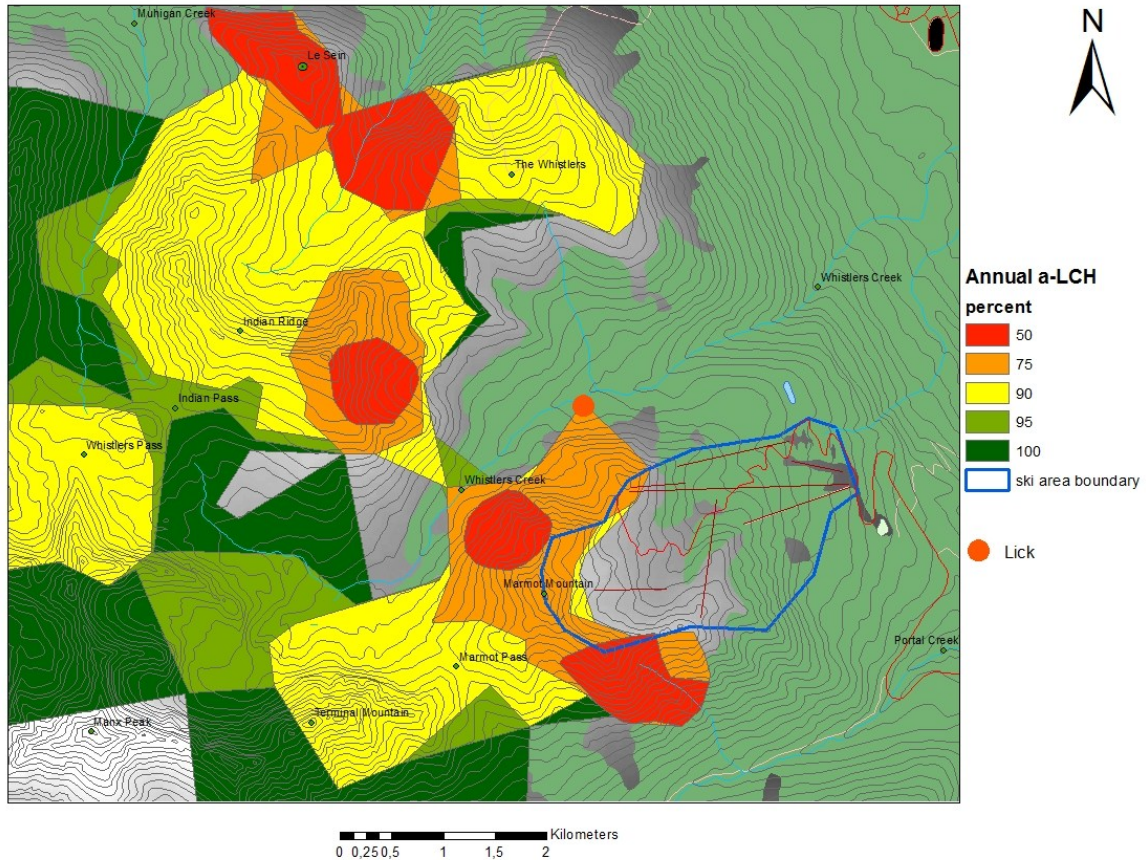 Muhigan Creek
N
Le Sein
The Whistlers
Whistlers Creek
Annual a-LCH
percent
50
75
90
95
100
ski area boundary
Lick
Indian Ridge
Indian Pass
Whistlers Pass
Whistlers Creek
Marmot Mountain
Portal Creek
Marmot Pass
Terminal Mountain
Manx Peak
Kilometers
0 0,25 0,5 1 1,5 2